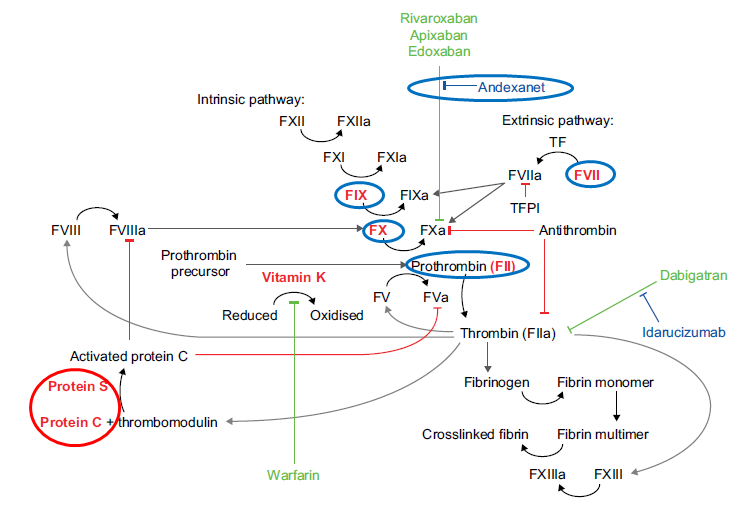 Rivaroxaban
Apixaban
Edoxaban
Andexanet
Intrinsic pathway:
FXII FXIIa
Extrinsic pathway:
TF
FXI FXIa
FVIIa FVII
FIX FIXa
TFPI
FVIII FVIIIa FX FXa Antithrombin
Prothrombin
precursor
Prothrombin (FII)
Vitamin K
Dabigatran
FV FVa
Reduced Oxidised
Thrombin (FIIa)
Idarucizumab
Activated protein C
Fibrinogen Fibrin monomer
Protein S
Protein C + thrombomodulin
Crosslinked fibrin Fibrin multimer
Warfarin
FXIIIa FXIII